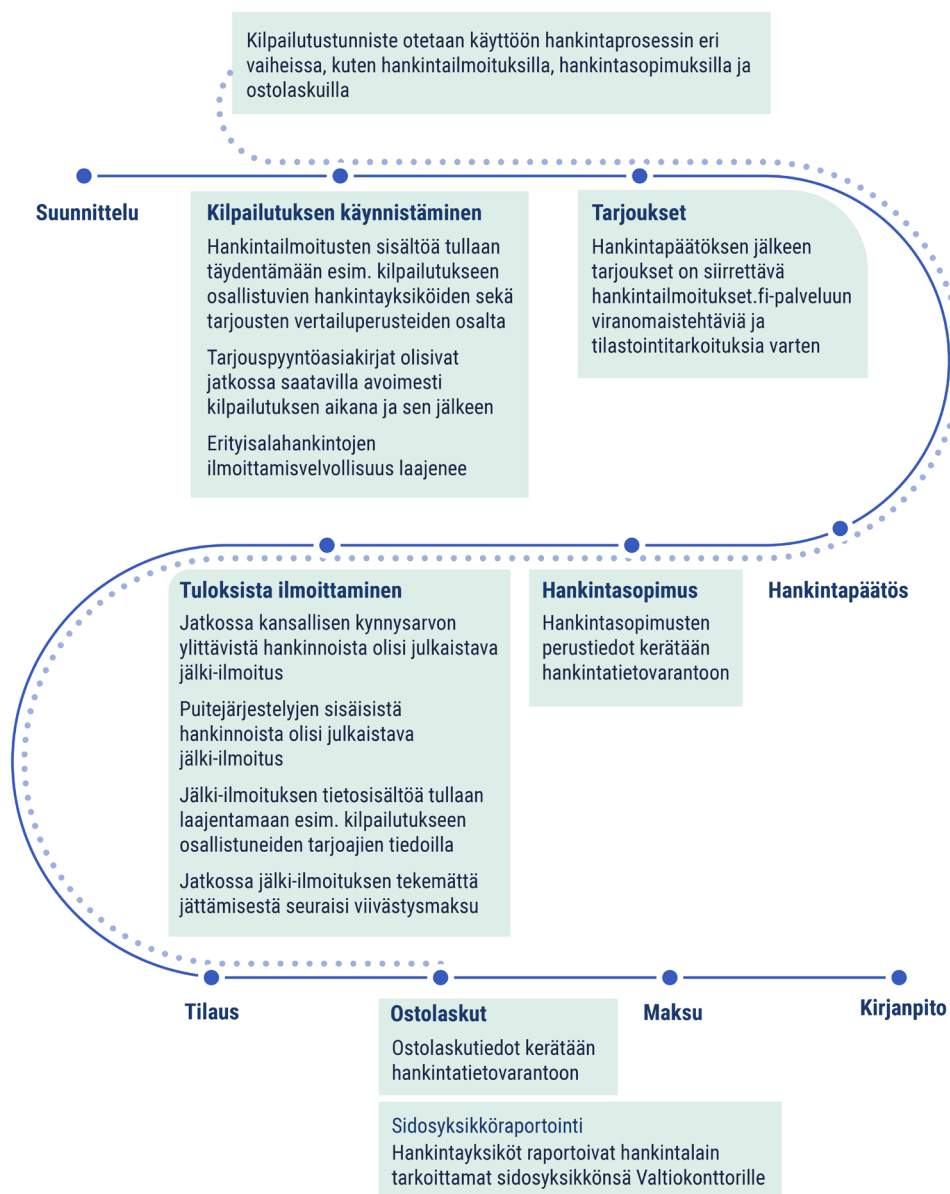 Kilpailutustunniste otetaan käyttöön hankintaprosessin eri
vaiheissa, kuten hankintailmoituksilla, hankintasopimuksilla ja
ostolaskuilla
Suunnittelu
Kilpailutuksen käynnistäminen
Hankintailmoitusten sisältöä tullaan
täydentämään esim. kilpailutukseen
osallistuvien hankintayksiköiden sekä
tarjousten vertailuperusteiden osalta
Tarjouspyyntöasiakirjat olisivat
jatkossa saatavilla avoimesti
kilpailutuksen aikana ja sen jälkeen
Erityisalahankintojen
ilmoittamisvelvollisuus laajenee
Tarjoukset
Hankintapäätöksen jälkeen
tarjoukset on siirrettävä
hankintailmoitukset.fi-palveluun
viranomaistehtäviä ja
tilastointitarkoituksia varten
Hankintapäätös
Hankintasopimus
Hankintasopimusten
perustiedot kerätään
hankintatietovarantoon
Tuloksista ilmoittaminen
Jatkossa kansallisen kynnysarvon
ylittävistä hankinnoista olisi julkaistava
jälki-ilmoitus
Puitejärjestelyjen sisäisistä
hankinnoista olisi julkaistava
jälki-ilmoitus
Jälki-ilmoituksen tietosisältöä tullaan
laajentamaan esim. kilpailutukseen
osallistuneiden tarjoajien tiedoilla
Jatkossa jälki-ilmoituksen tekemättä
jättämisestä seuraisi viivästysmaksu
Tilaus
Ostolaskut
Ostolaskutiedot kerätään
hankintatietovarantoon
Sidosyksikköraportointi
Hankintayksiköt raportoivat hankintalain
tarkoittamat sidosyksikkönsä Valtiokonttorille
Maksu
Kirjanpito